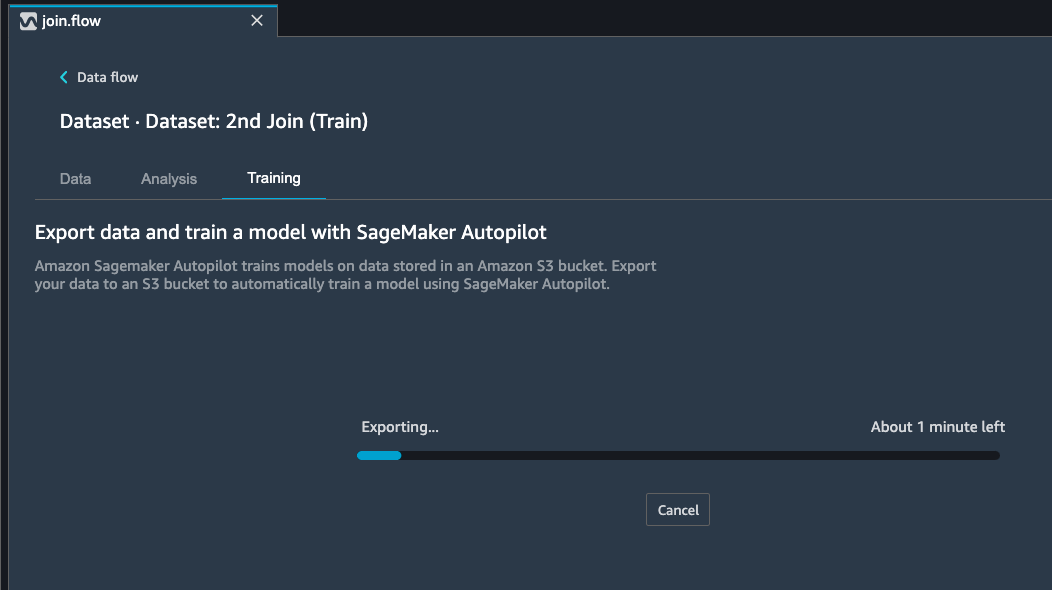 join.flow
Data flow
Dataset · Dataset: 2nd Join (Train)
Data
Analysis
Training
Export data and train a model with SageMaker Autopilot
Amazon Sagemaker Autopilot trains models on data stored in an Amazon S3 bucket. Export
your data to an S3 bucket to automatically train a model using SageMaker Autopilot.
Exporting...
About 1 minute left
Cancel